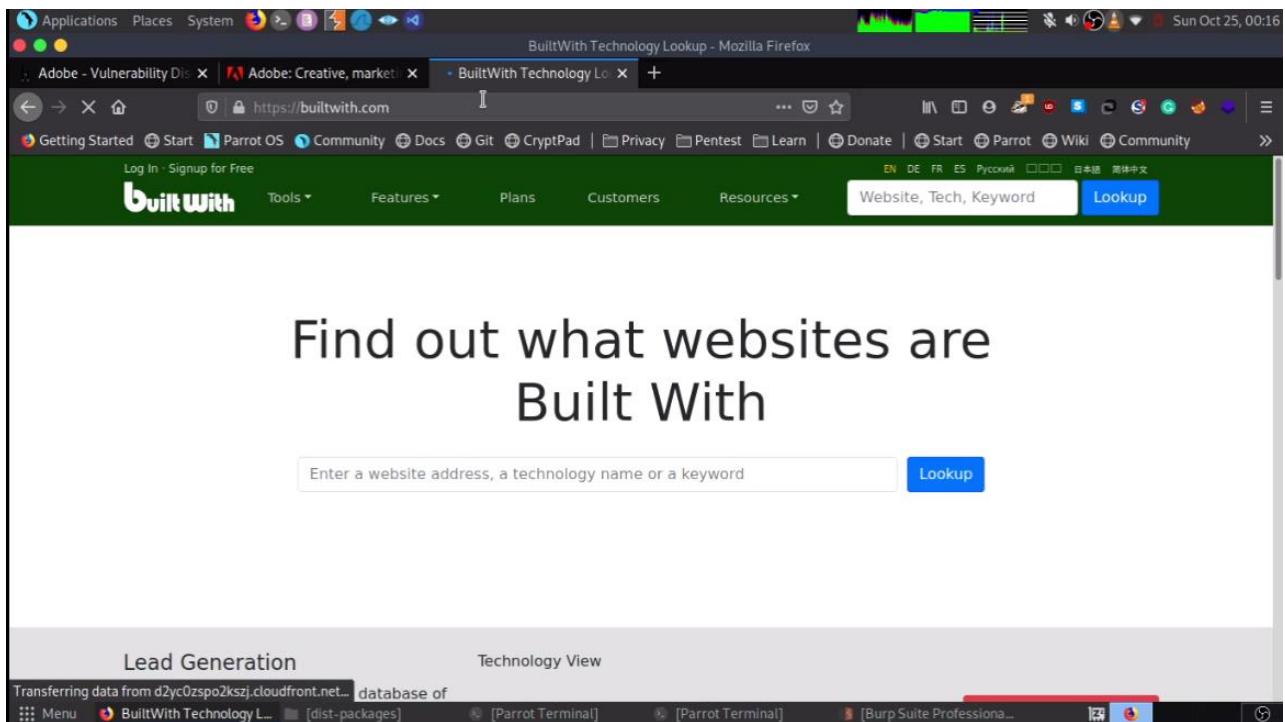 Applications Places System
Sun Oct 25, 00:16
BuiltWith Technology Lookup - Mozilla Firefox
Adobe - Vulnerability Dis
Adobe: Creative, marketi
BuiltWith Technology Lo
https://builtwith.com
Getting Started Start Parrot OS Community Docs Git CryptPad Privacy Pentest Learn Donate Start Parrot Wiki Community
Log In · Signup for Free
EN DE FR ES Русский 日本語 简体中文
builtWith Tools Features Plans Customers Resources Website, Tech, Keyword Lookup
Find out what websites are
Built With
Enter a website address, a technology name or a keyword Lookup
Lead Generation Technology View
Transferring data from d2yc0zspo2kszj.cloudfront.net… database of
Menu BuiltWith Technology L... [dist-packages] [Parrot Terminal] [Parrot Terminal] [Burp Suite Professiona...